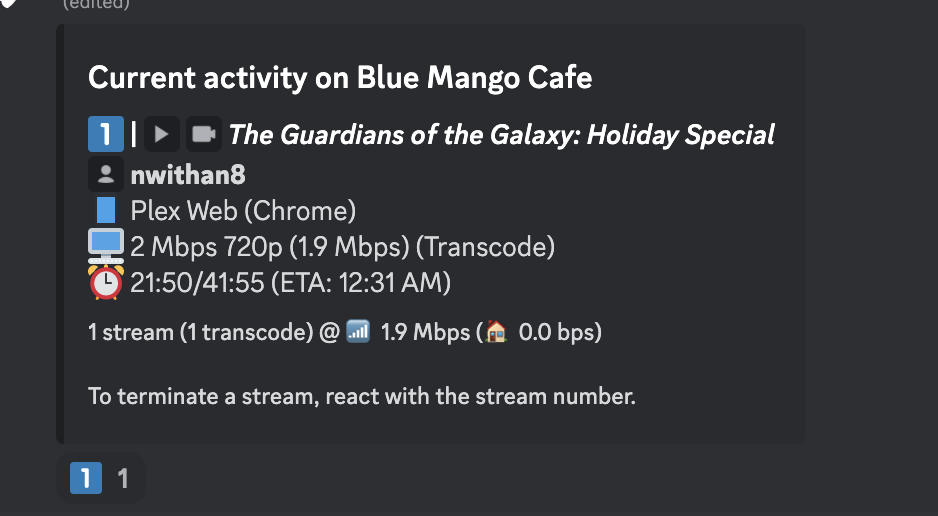 (edited)
Current activity on Blue Mango Cafe
1 | The Guardians of the Galaxy: Holiday Special
nwithan8
Plex Web (Chrome)
2 Mbps 720p (1.9 Mbps) (Transcode)
21:50/41:55 (ETA: 12:31 AM)
1 stream (1 transcode) @ 1.9 Mbps ( 0.0 bps)
To terminate a stream, react with the stream number.
1 1